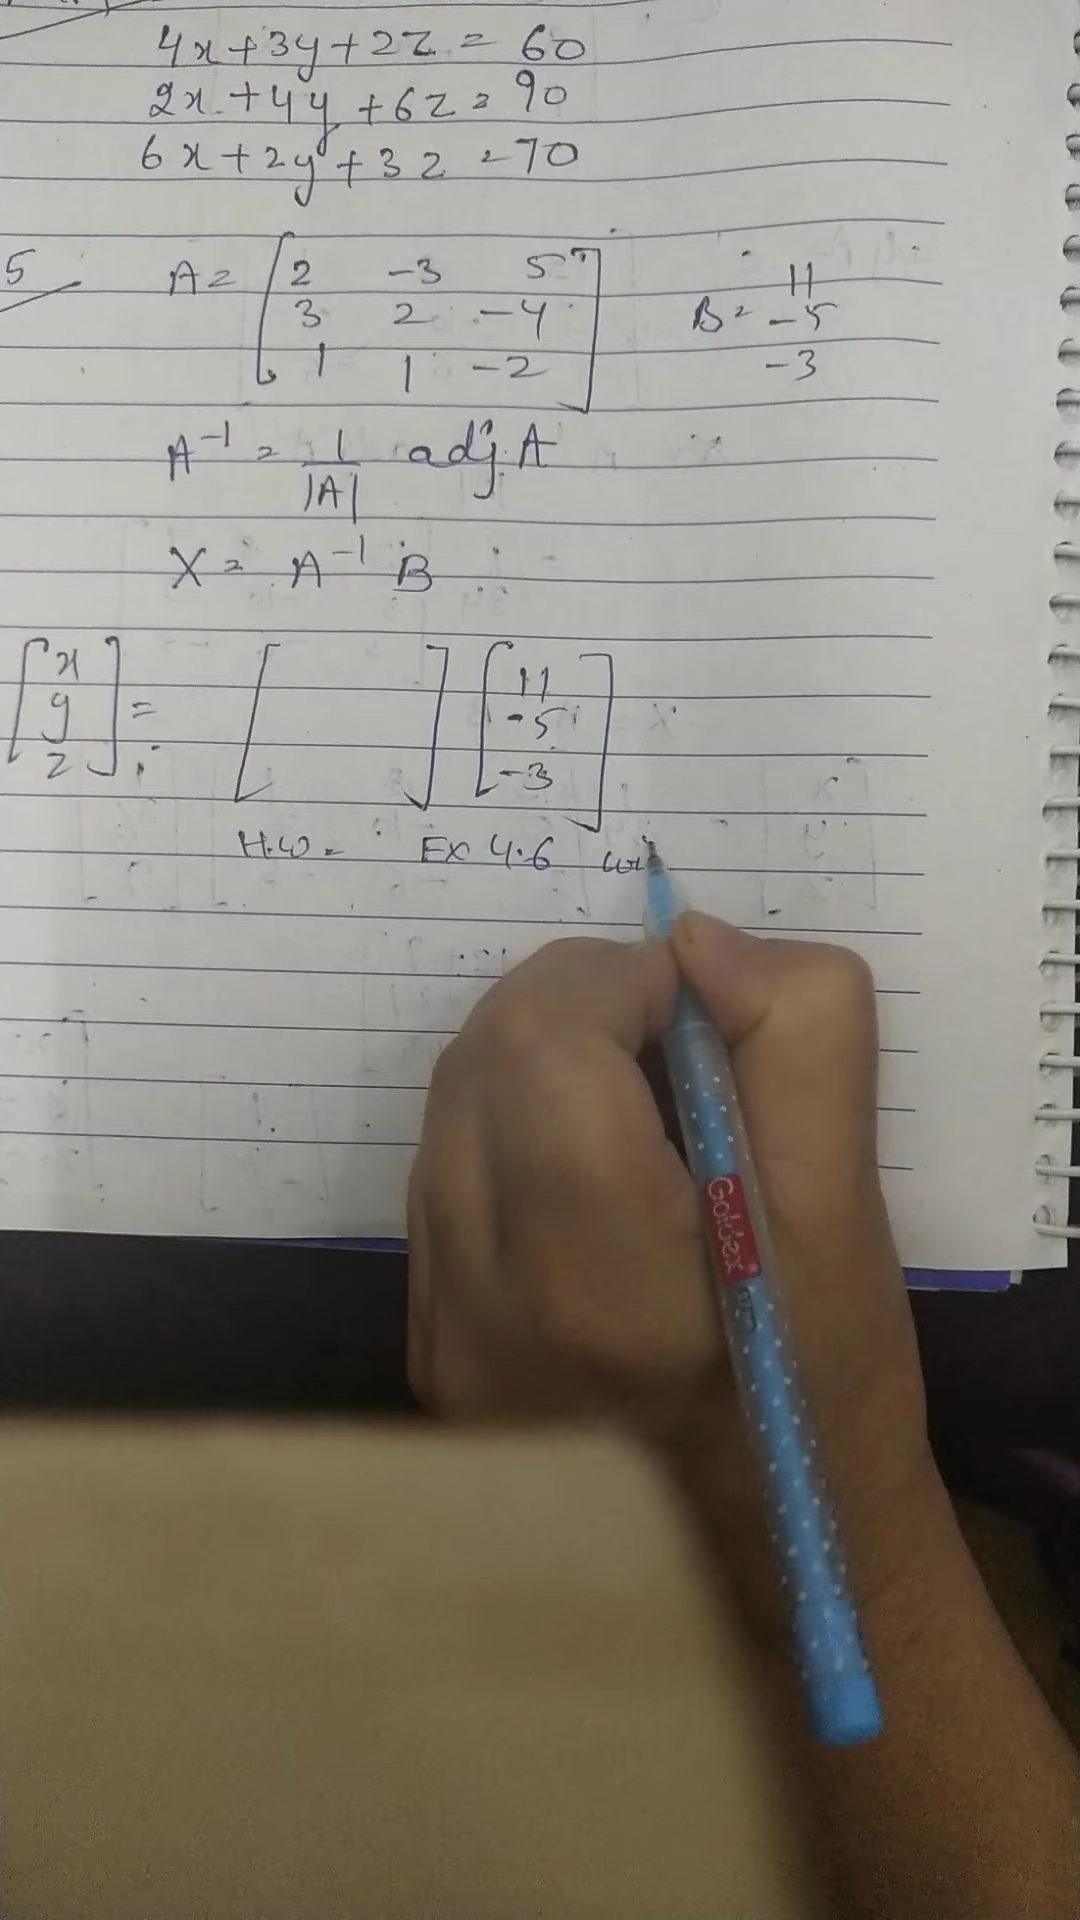 4x+3y+2z = 60
2x+4y+6z = 90
6x+2y+3z = 70
5 A = [2 -3 5 B = 11
3 2 -4 -5
1 1 -2] -3
A⁻¹ = 1/|A| adj. A
X = A⁻¹ B
[x y z] = [ ] [11 -5 -3]
H.W. Ex 4.6
Goldex